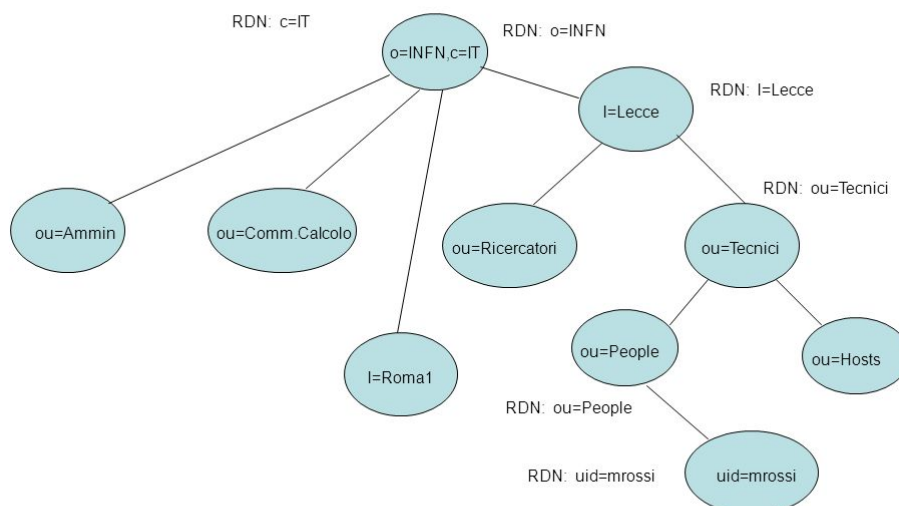 RDN: c=IT
RDN: o=INFN
o=INFN,c=IT
RDN: l=Lecce
l=Lecce
RDN: ou=Tecnici
ou=Ammin
ou=Comm.Calcolo
ou=Ricercatori
ou=Tecnici
ou=People
ou=Hosts
l=Roma1
RDN: ou=People
RDN: uid=mrossi
uid=mrossi